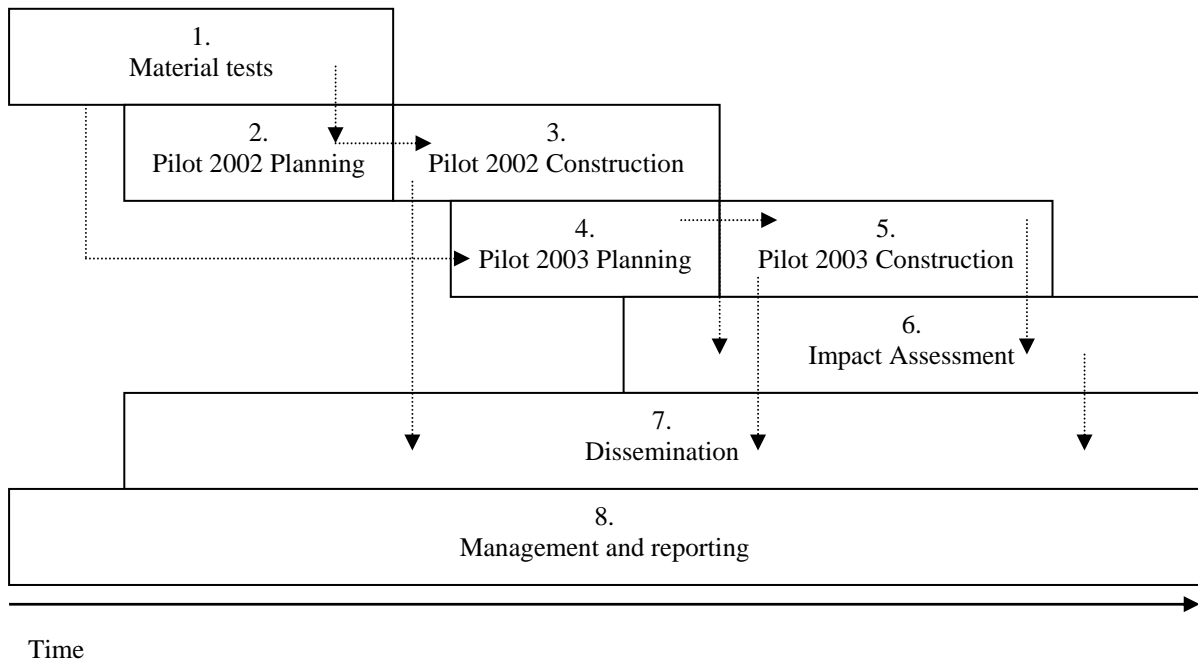 1.
Material tests
2.
Pilot 2002 Planning
3.
Pilot 2002 Construction
4.
Pilot 2003 Planning
5.
Pilot 2003 Construction
6.
Impact Assessment
7.
Dissemination
8.
Management and reporting
Time